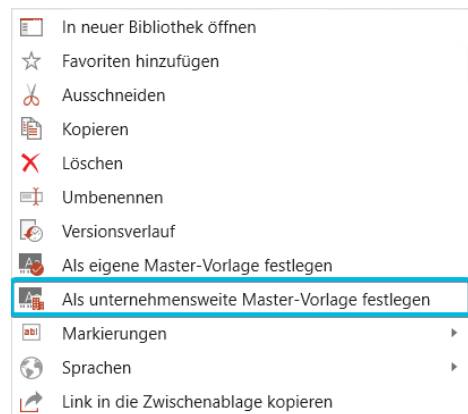 In neuer Bibliothek öffnen
Favoriten hinzufügen
Ausschneiden
Kopieren
Löschen
Umbenennen
Versionsverlauf
Als eigene Master-Vorlage festlegen
Als unternehmensweite Master-Vorlage festlegen
abl Markierungen
Sprachen
Link in die Zwischenablage kopieren